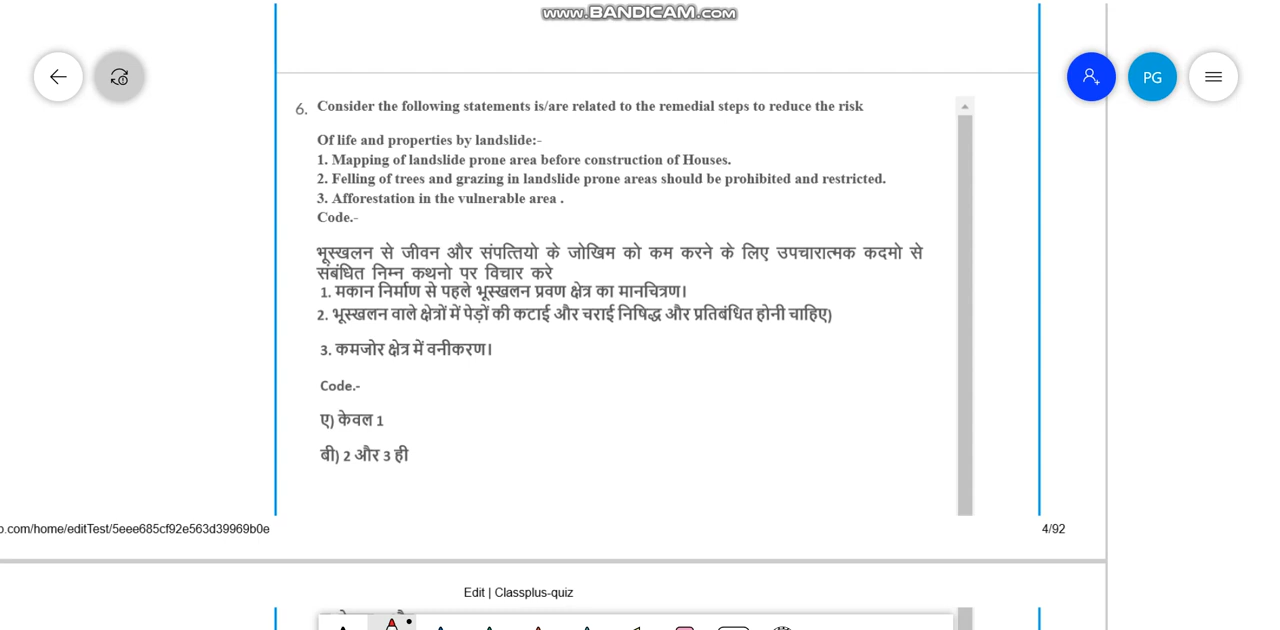 www.BANDICAM.com
PG
6. Consider the following statements is/are related to the remedial steps to reduce the risk
Of life and properties by landslide:-
1. Mapping of landslide prone area before construction of Houses.
2. Felling of trees and grazing in landslide prone areas should be prohibited and restricted.
3. Afforestation in the vulnerable area .
Code.-
भूस्खलन से जीवन और संपत्तियो के जोखिम को कम करने के लिए उपचारात्मक कदमो से
संबंधित निम्न कथनो पर विचार करे
1. मकान निर्माण से पहले भूस्खलन प्रवण क्षेत्र का मानचित्रण।
2. भूस्खलन वाले क्षेत्रों में पेड़ों की कटाई और चराई निषिद्ध और प्रतिबंधित होनी चाहिए)
3. कमजोर क्षेत्र में वनीकरण।
Code.-
ए) केवल 1
बी) 2 और 3 ही
o.com/home/editTest/5eee685cf92e563d39969b0e
4/92
Edit | Classplus-quiz